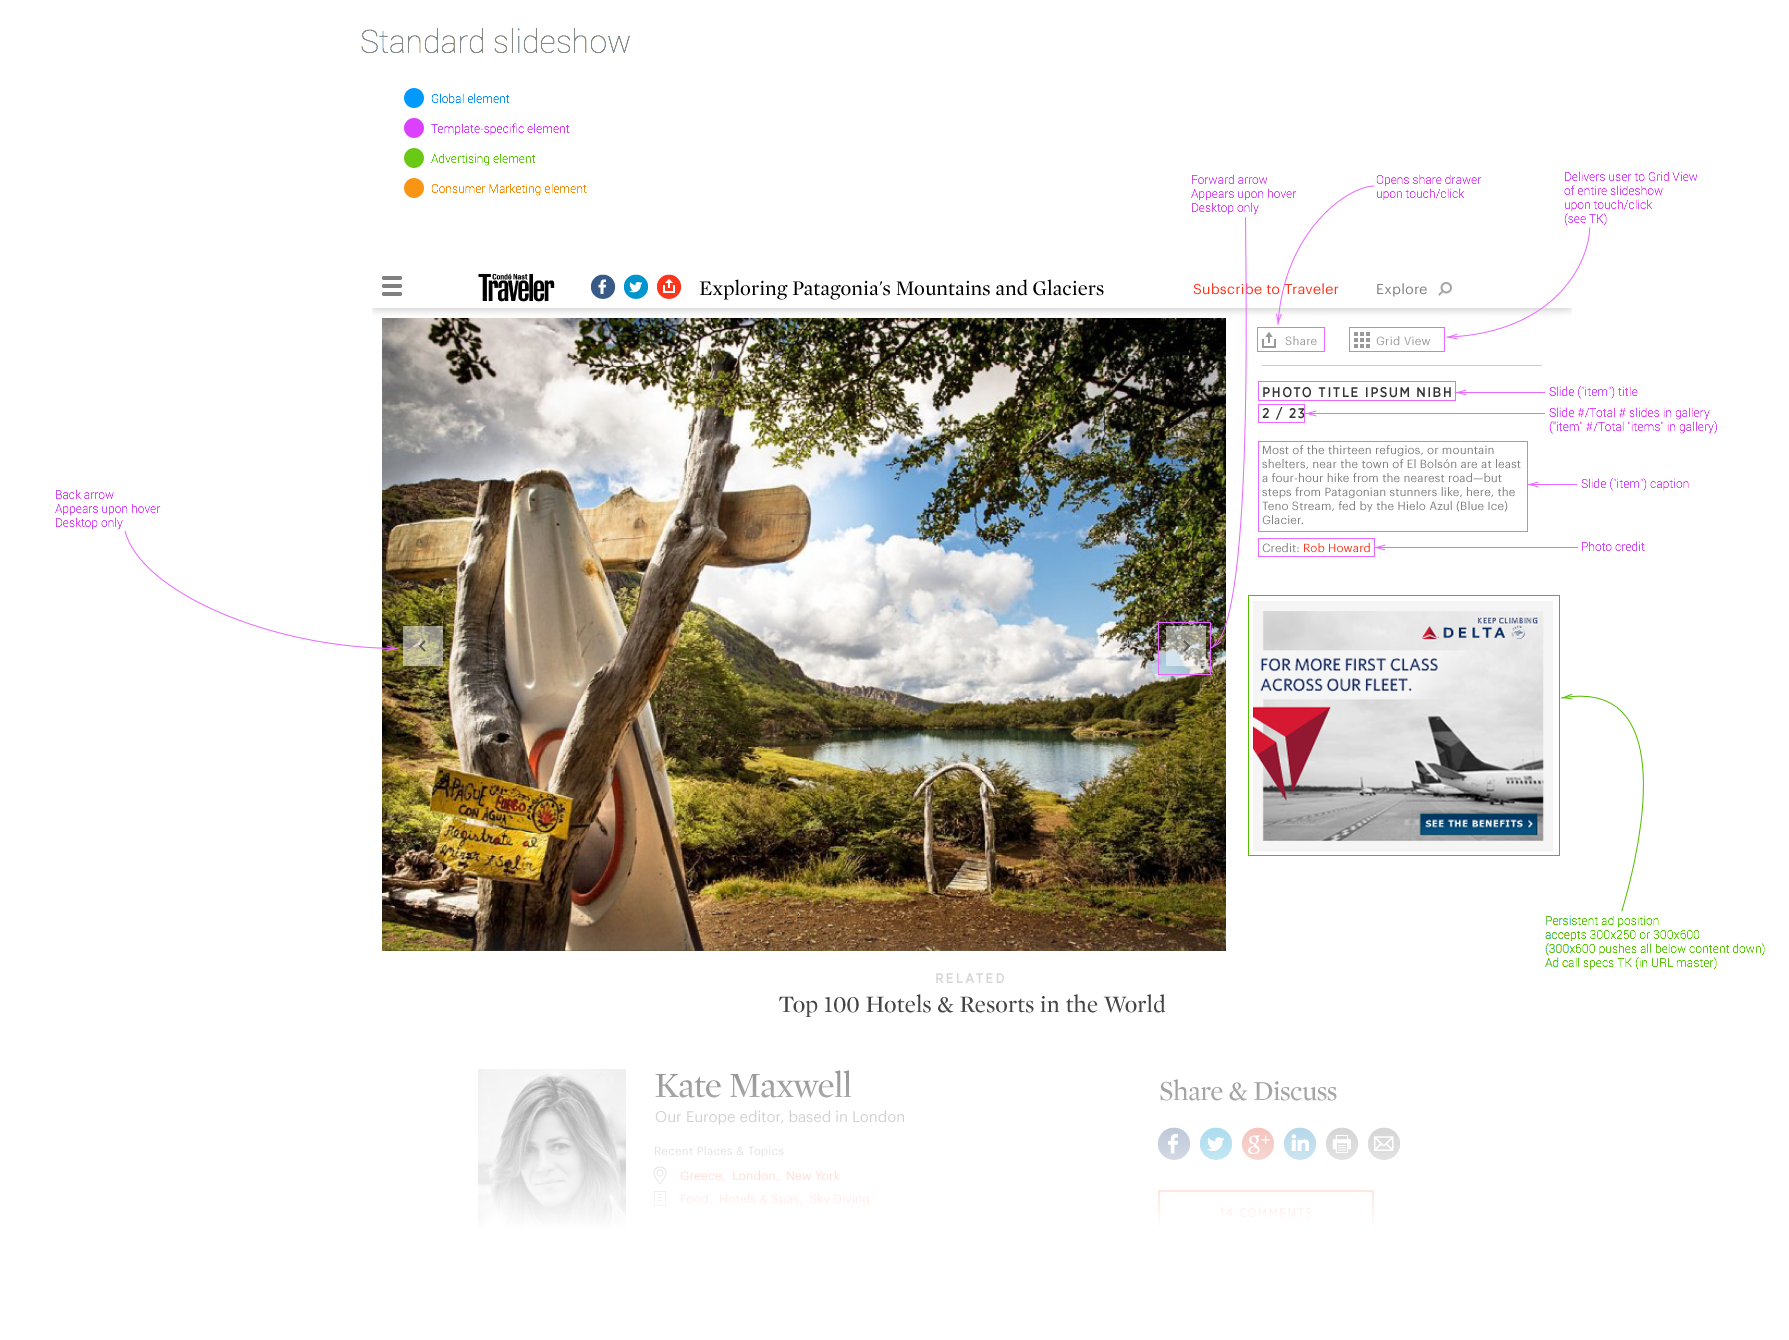 Standard slideshow
Global element
Template-specific element
Advertising element
Consumer Marketing element
Forward arrow
Appears upon hover
Desktop only
Opens share drawer
upon touch/click
Delivers user to Grid View
of entire slideshow
upon touch/click
(see TK)
Condé Nast
Traveler
Exploring Patagonia's Mountains and Glaciers
Subscribe to Traveler
Explore
Share
Grid View
PHOTO TITLE IPSUM NIBH
Slide ("item") title
2 / 23
Slide #/Total # slides in gallery
("item" #/Total "items" in gallery)
Most of the thirteen refugios, or mountain
shelters, near the town of El Bolsón are at least
a four-hour hike from the nearest road—but
steps from Patagonian stunners like, here, the
Teno Stream, fed by the Hielo Azul (Blue Ice)
Glacier.
Slide ("item") caption
Credit: Rob Howard
Photo credit
Back arrow
Appears upon hover
Desktop only
KEEP CLIMBING
DELTA
FOR MORE FIRST CLASS
ACROSS OUR FLEET.
SEE THE BENEFITS >
APAGUE
FUEGO
CON AGUA
Registrate al
Salir
Persistent ad position
accepts 300x250 or 300x600
(300x600 pushes all below content down)
Ad call specs TK (in URL master)
RELATED
Top 100 Hotels & Resorts in the World
Kate Maxwell
Our Europe editor, based in London
Recent Places & Topics
Greece, London, New York
Food, Hotels & Spas, Sky Diving
Share & Discuss
14 COMMENTS